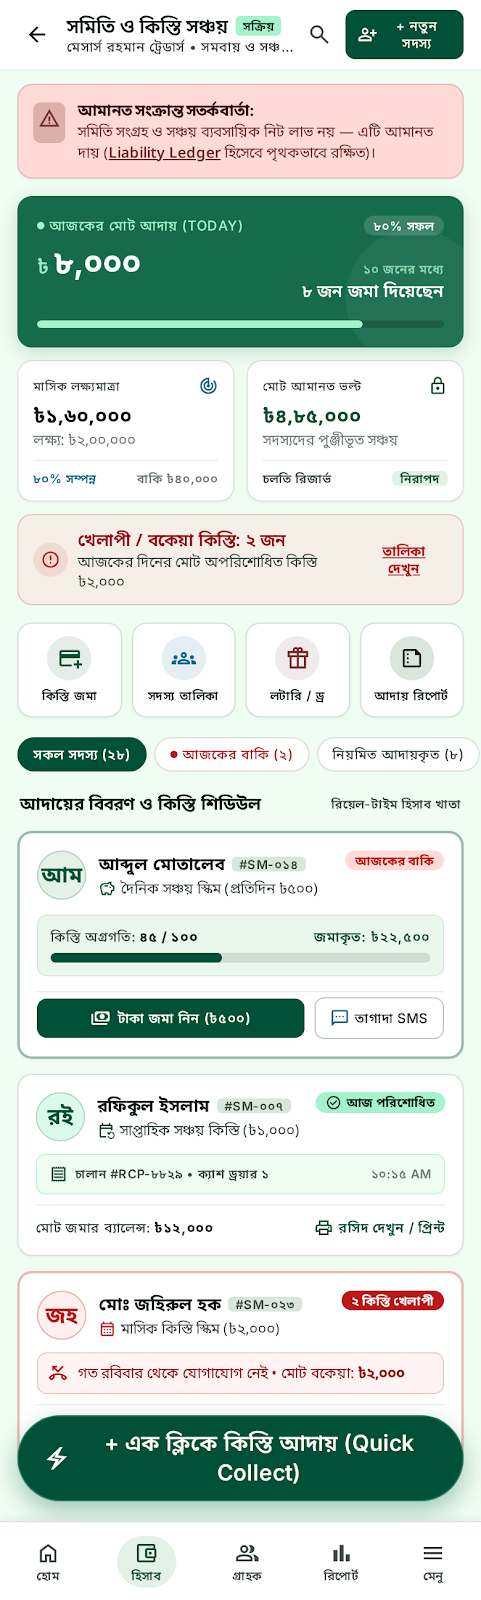 সমিতি ও কিস্তি সঞ্চয় সক্রিয়
মেসার্স রহমান ট্রেডার্স • সমবায় ও সঞ্চ...
+ নতুন
সদস্য
আমানত সংক্রান্ত সতর্কবার্তা:
সমিতি সংগ্রহ ও সঞ্চয় ব্যবসায়িক নিট লাভ নয় — এটি আমানত
দায় (Liability Ledger হিসেবে পৃথকভাবে রক্ষিত)।
আজকের মোট আদায় (TODAY)
৮০% সফল
৳ ৮,০০০
১০ জনের মধ্যে
৮ জন জমা দিয়েছেন
মাসিক লক্ষ্যমাত্রা
৳১,৬০,০০০
লক্ষ্য: ৳২,০০,০০০
৮০% সম্পন্ন বাকি ৳৪০,০০০
মোট আমানত ভল্ট
৳৪,৮৫,০০০
সদস্যদের পুঞ্জীভূত সঞ্চয়
চলতি রিজার্ভ নিরাপদ
খেলাপী / বকেয়া কিস্তি: ২ জন
আজকের দিনের মোট অপরিশোধিত কিস্তি
৳২,০০০
তালিকা
দেখুন
কিস্তি জমা
সদস্য তালিকা
লটারি / ড্র
আদায় রিপোর্ট
সকল সদস্য (২৮)
আজকের বাকি (২)
নিয়মিত আদায়কৃত (৮)
আদায়ের বিবরণ ও কিস্তি শিডিউল
রিয়েল-টাইম হিসাব খাতা
আম
আব্দুল মোতালেব #SM-০১৪
আজকের বাকি
দৈনিক সঞ্চয় স্কিম (প্রতিদিন ৳৫০০)
কিস্তি অগ্রগতি: ৪৫ / ১০০
জমাকৃত: ৳২২,৫০০
টাকা জমা নিন (৳৫০০)
তাগাদা SMS
রই
রফিকুল ইসলাম #SM-০০৭
আজ পরিশোধিত
সাপ্তাহিক সঞ্চয় কিস্তি (৳১,০০০)
চালান #RCP-৮৮২৯ • ক্যাশ ড্রয়ার ১
১০:১৫ AM
মোট জমার ব্যালেন্স: ৳১২,০০০
রসিদ দেখুন / প্রিন্ট
জহ
মোঃ জহিরুল হক #SM-০২৩
২ কিস্তি খেলাপী
মাসিক কিস্তি স্কিম (৳২,০০০)
গত রবিবার থেকে যোগাযোগ নেই • মোট বকেয়া: ৳২,০০০
+ এক ক্লিকে কিস্তি আদায় (Quick
Collect)
হোম
হিসাব
গ্রাহক
রিপোর্ট
মেনু